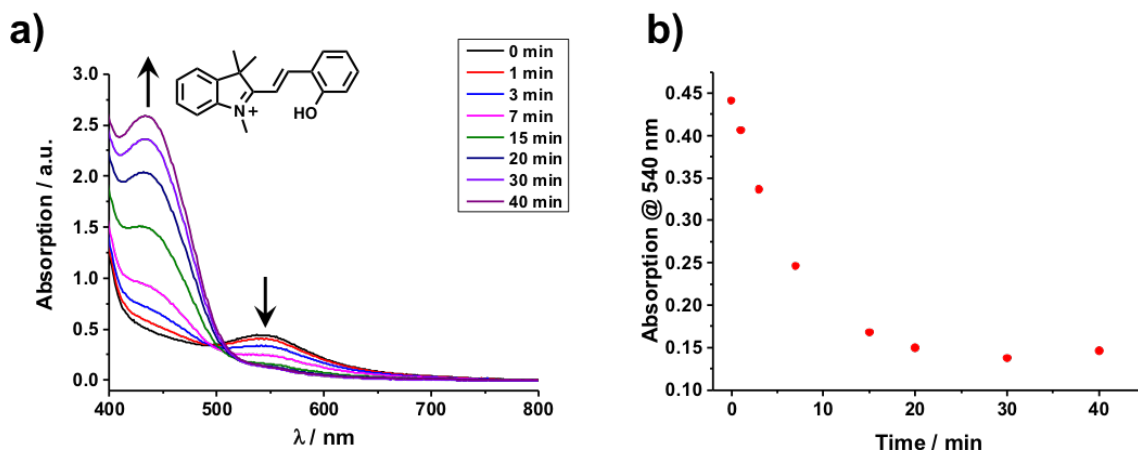 a)
3.0
2.5
2.0
1.5
1.0
0.5
0.0
Absorption / a.u.
400
500
600
700
800
λ / nm
N
+
HO
0 min
1 min
3 min
7 min
15 min
20 min
30 min
40 min
b)
0.45
0.40
0.35
0.30
0.25
0.20
0.15
0.10
Absorption @ 540 nm
0
10
20
30
40
Time / min